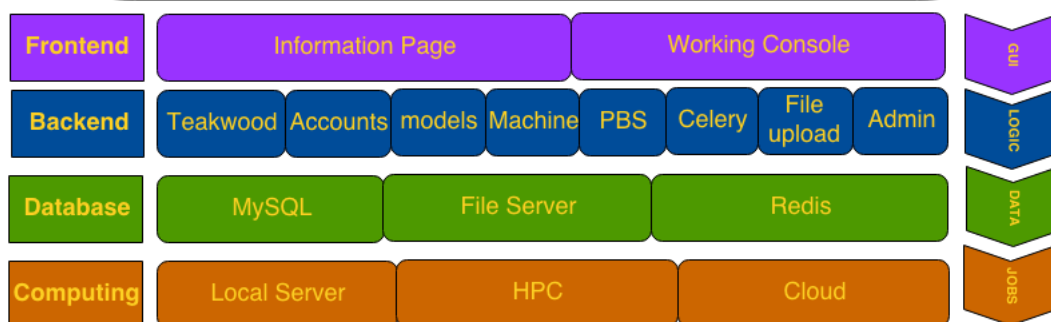 Frontend
Information Page
Working Console
GUI
Backend
Teakwood
Accounts
models
Machine
PBS
Celery
File
upload
Admin
LOGIC
Database
MySQL
File Server
Redis
DATA
Computing
Local Server
HPC
Cloud
JOBS